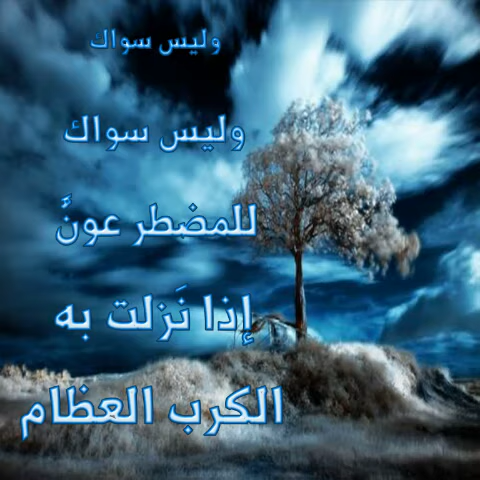 وليس سواك
وليس سواك
للمضطر عونًّ
إذا نَزلت به
الكرب العظام